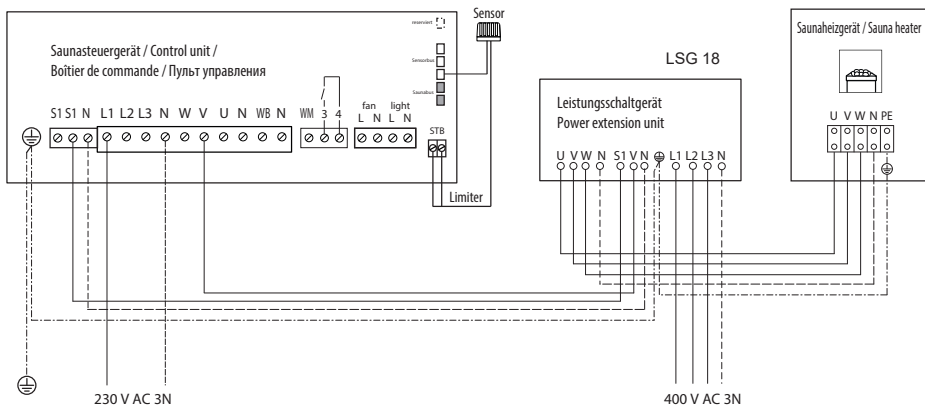 reserviert
Sensor
Saunasteuergerät / Control unit /
Boîtier de commande / Пульт управления
Sensorbus
Saunabus
S1 S1 N L1 L2 L3 N W V U N WB N WM 3 4
fan light
L N L N
STB
Limiter
LSG 18
Leistungsschaltgerät
Power extension unit
U V W N S1 V N L1 L2 L3 N
Saunaheizgerät / Sauna heater
U V W N PE
230 V AC 3N
400 V AC 3N